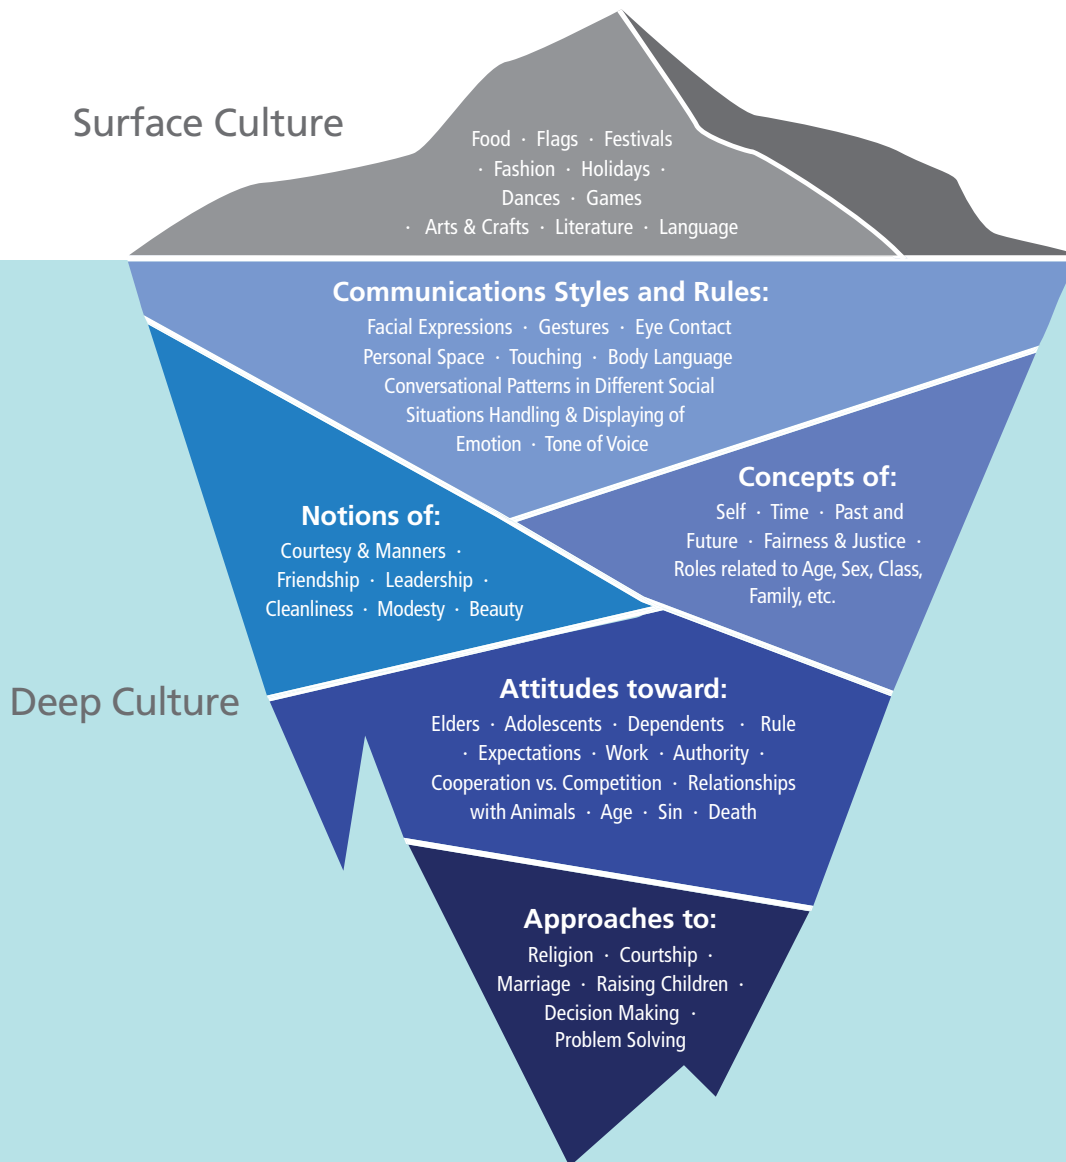 Surface Culture
Food · Flags · Festivals
· Fashion · Holidays ·
Dances · Games
· Arts & Crafts · Literature · Language
Communications Styles and Rules:
Facial Expressions · Gestures · Eye Contact
Personal Space · Touching · Body Language
Conversational Patterns in Different Social
Situations Handling & Displaying of
Emotion · Tone of Voice
Notions of:
Courtesy & Manners ·
Friendship · Leadership ·
Cleanliness · Modesty · Beauty
Concepts of:
Self · Time · Past and
Future · Fairness & Justice ·
Roles related to Age, Sex, Class,
Family, etc.
Deep Culture
Attitudes toward:
Elders · Adolescents · Dependents · Rule
· Expectations · Work · Authority ·
Cooperation vs. Competition · Relationships
with Animals · Age · Sin · Death
Approaches to:
Religion · Courtship ·
Marriage · Raising Children ·
Decision Making ·
Problem Solving